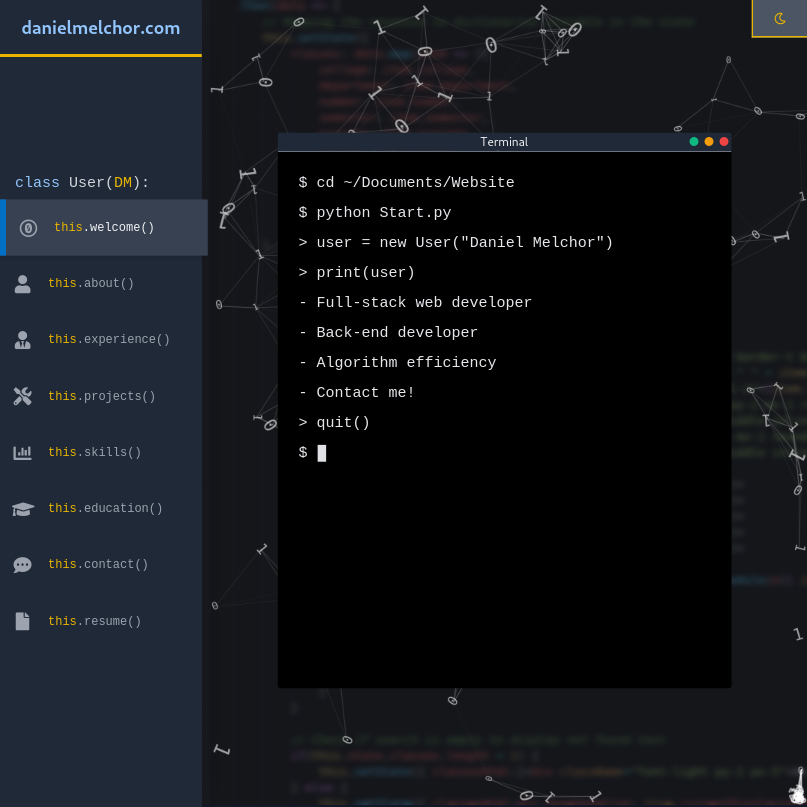 danielmelchor.com
class User(DM):
this.welcome()
this.about()
this.experience()
this.projects()
this.skills()
this.education()
this.contact()
this.resume()
Terminal
$ cd ~/Documents/Website
$ python Start.py
> user = new User("Daniel Melchor")
> print(user)
- Full-stack web developer
- Back-end developer
- Algorithm efficiency
- Contact me!
> quit()
$